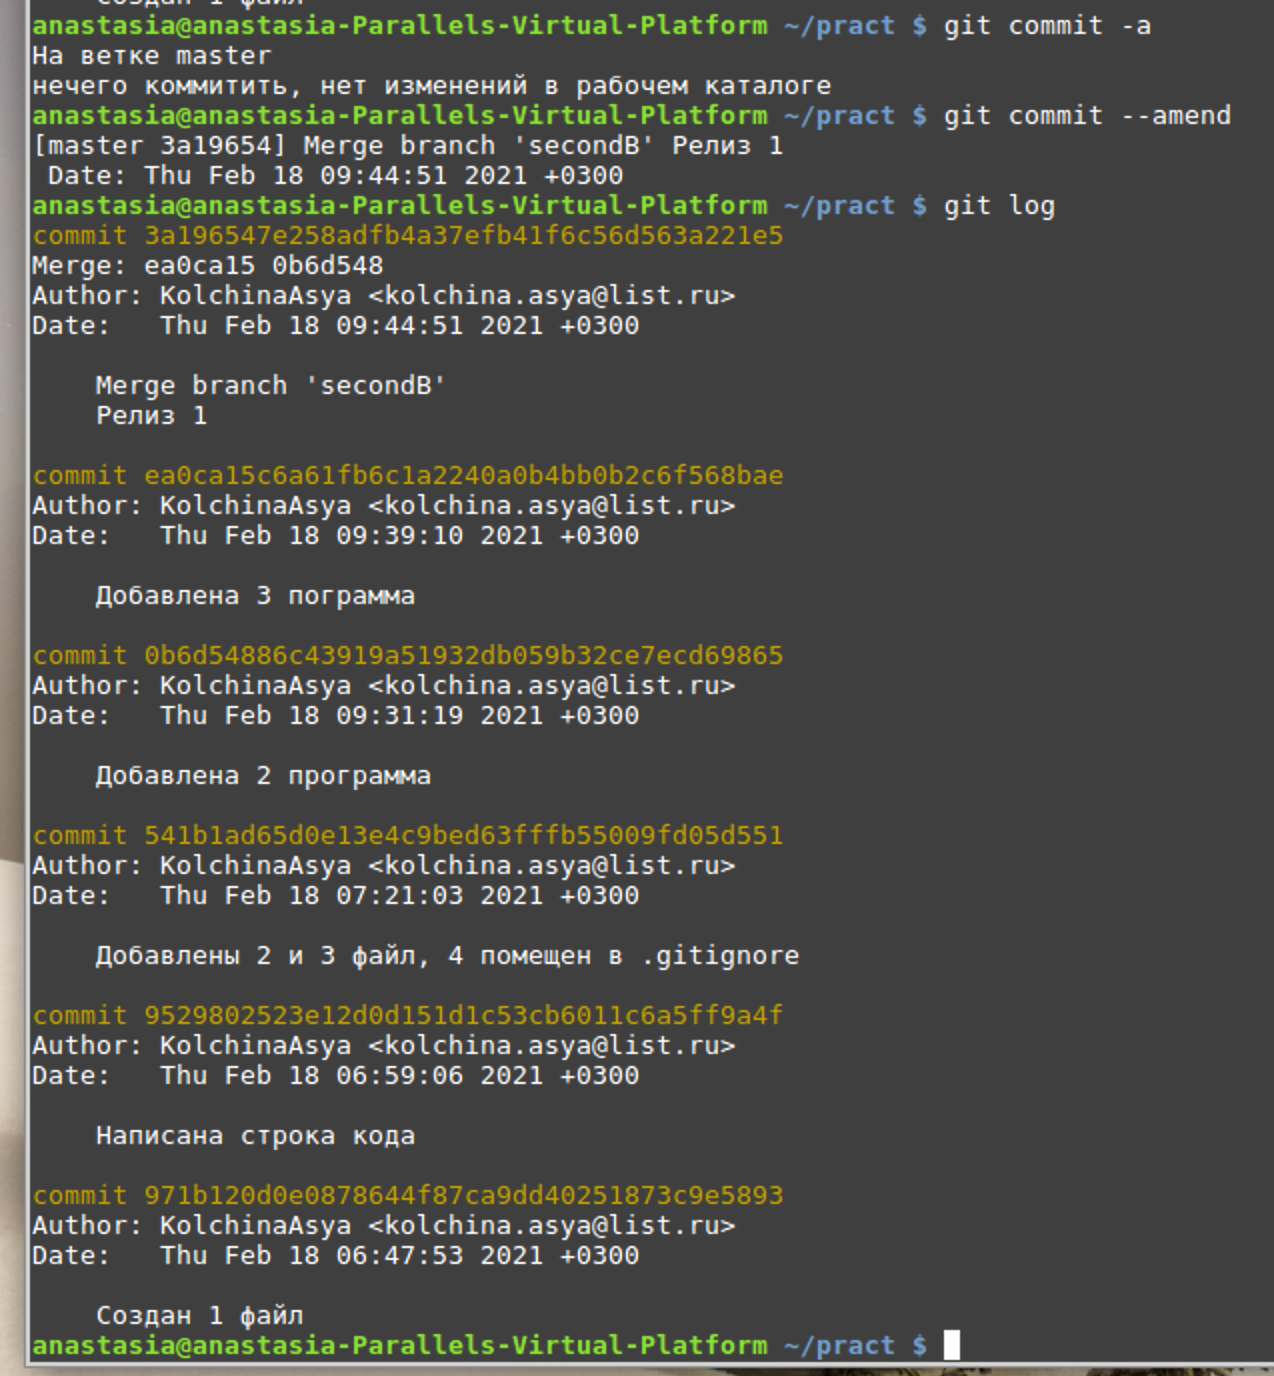 Создан 1 файл
anastasia@anastasia-Parallels-Virtual-Platform ~/pract $ git commit -a
На ветке master
нечего коммитить, нет изменений в рабочем каталоге
anastasia@anastasia-Parallels-Virtual-Platform ~/pract $ git commit --amend
[master 3a19654] Merge branch 'secondB' Релиз 1
 Date: Thu Feb 18 09:44:51 2021 +0300
anastasia@anastasia-Parallels-Virtual-Platform ~/pract $ git log
commit 3a196547e258adfb4a37efb41f6c56d563a221e5
Merge: ea0ca15 0b6d548
Author: KolchinaAsya <kolchina.asya@list.ru>
Date:   Thu Feb 18 09:44:51 2021 +0300
    Merge branch 'secondB'
    Релиз 1
commit ea0ca15c6a61fb6c1a2240a0b4bb0b2c6f568bae
Author: KolchinaAsya <kolchina.asya@list.ru>
Date:   Thu Feb 18 09:39:10 2021 +0300
    Добавлена 3 пограмма
commit 0b6d54886c43919a51932db059b32ce7ecd69865
Author: KolchinaAsya <kolchina.asya@list.ru>
Date:   Thu Feb 18 09:31:19 2021 +0300
    Добавлена 2 программа
commit 541b1ad65d0e13e4c9bed63fffb55009fd05d551
Author: KolchinaAsya <kolchina.asya@list.ru>
Date:   Thu Feb 18 07:21:03 2021 +0300
    Добавлены 2 и 3 файл, 4 помещен в .gitignore
commit 9529802523e12d0d151d1c53cb6011c6a5ff9a4f
Author: KolchinaAsya <kolchina.asya@list.ru>
Date:   Thu Feb 18 06:59:06 2021 +0300
    Написана строка кода
commit 971b120d0e0878644f87ca9dd40251873c9e5893
Author: KolchinaAsya <kolchina.asya@list.ru>
Date:   Thu Feb 18 06:47:53 2021 +0300
    Создан 1 файл
anastasia@anastasia-Parallels-Virtual-Platform ~/pract $